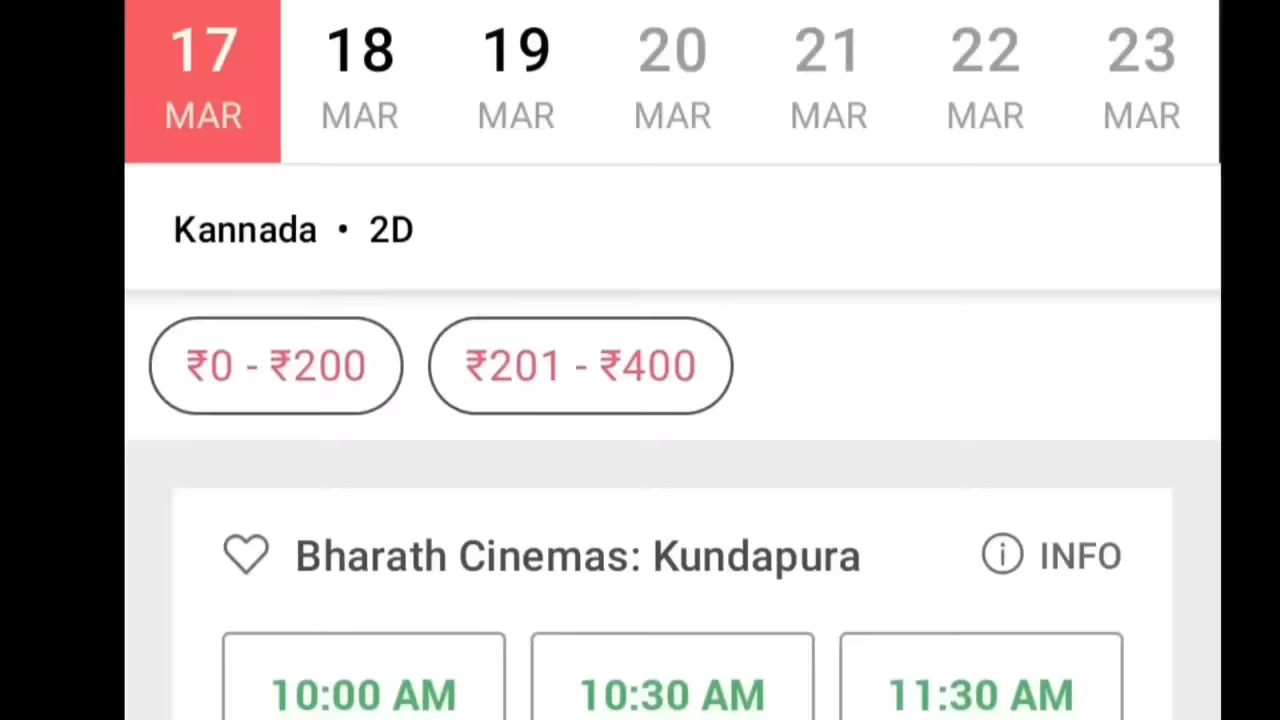 17 18 19 20 21 22 23
MAR MAR MAR MAR MAR MAR MAR
Kannada • 2D
₹0 - ₹200 ₹201 - ₹400
Bharath Cinemas: Kundapura INFO
10:00 AM 10:30 AM 11:30 AM